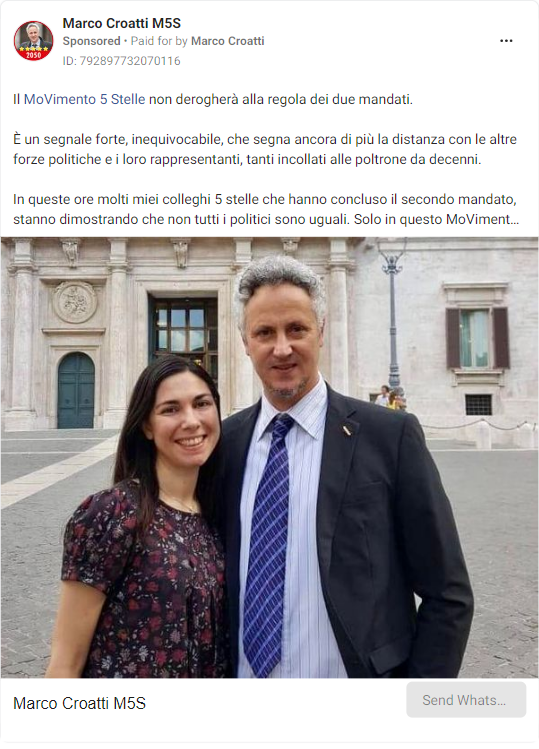 Marco Croatti M5S
Sponsored • Paid for by Marco Croatti
ID: 792897732070116
Il MoVimento 5 Stelle non derogherà alla regola dei due mandati.
È un segnale forte, inequivocabile, che segna ancora di più la distanza con le altre
forze politiche e i loro rappresentanti, tanti incollati alle poltrone da decenni.
In queste ore molti miei colleghi 5 stelle che hanno concluso il secondo mandato,
stanno dimostrando che non tutti i politici sono uguali. Solo in questo MoViment...
2050
Marco Croatti M5S
Send Whats...